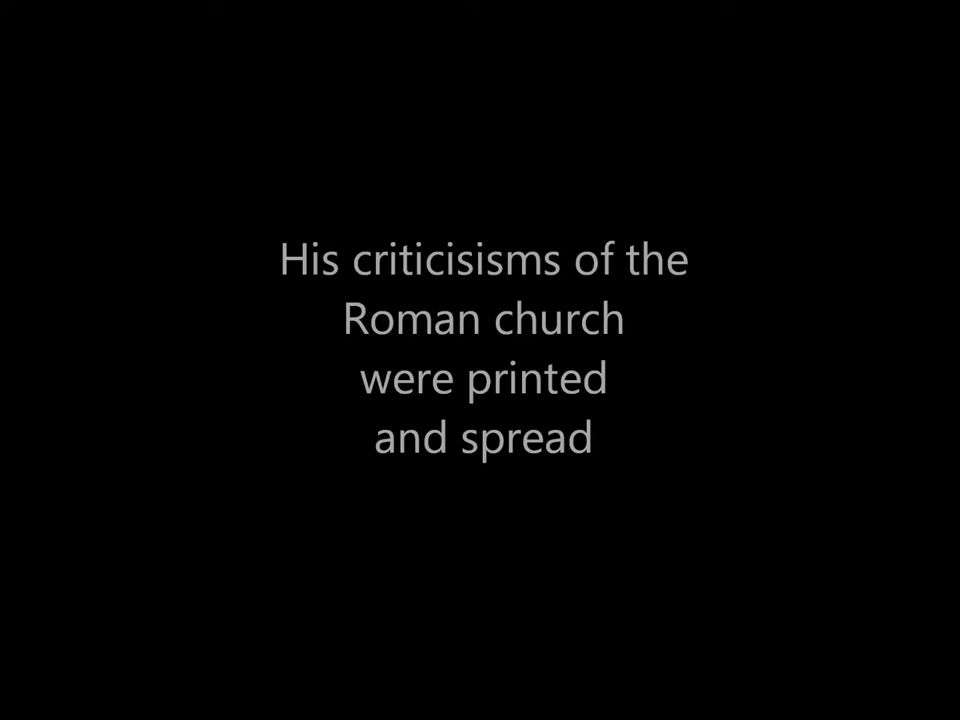 His criticisisms of the
Roman church
were printed
and spread